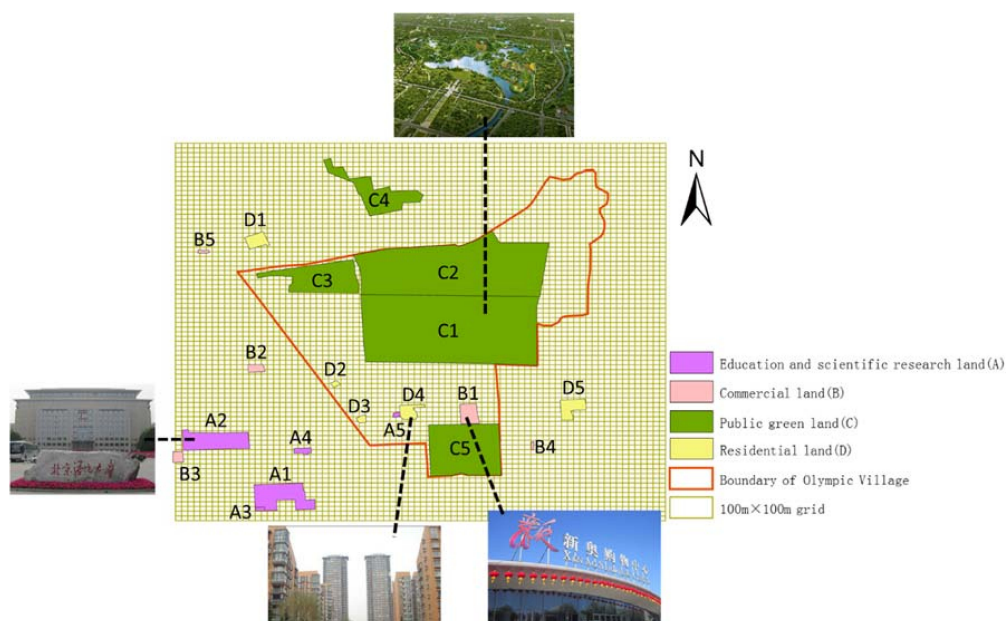 N
C4
D1
B5
C2
C3
C1
B2
D2
D4
B1
D5
D3
A5
A2
A4
C5
B4
B3
A1
A3
Education and scientific research land(A)
Commercial land(B)
Public green land(C)
Residential land(D)
Boundary of Olympic Village
100m×100m grid
新奥购物中心